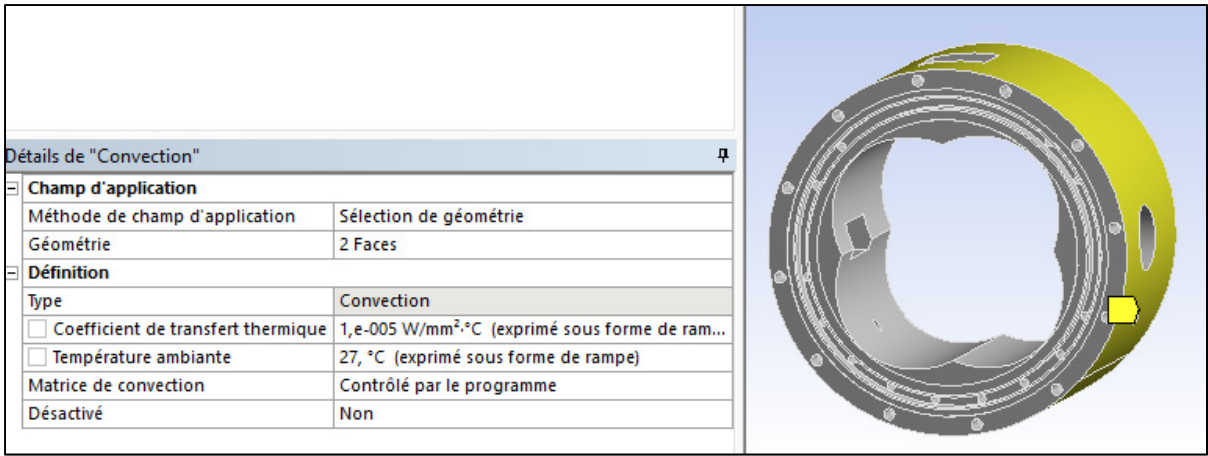 Détails de "Convection"
Champ d'application
Méthode de champ d'application Sélection de géométrie
Géométrie 2 Faces
Définition
Type Convection
Coefficient de transfert thermique 1,e-005 W/mm²·°C (exprimé sous forme de ram...
Température ambiante 27, °C (exprimé sous forme de rampe)
Matrice de convection Contrôlé par le programme
Désactivé Non